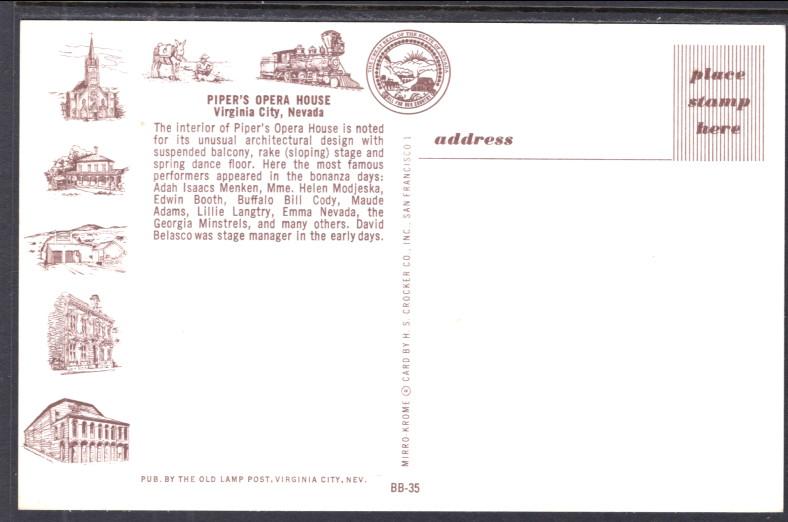 PIPER'S OPERA HOUSE
Virginia City, Nevada
The interior of Piper's Opera House is noted
for its unusual architectural design with
suspended balcony, rake (sloping) stage and
spring dance floor. Here the most famous
performers appeared in the bonanza days:
Adah Isaacs Menken, Mme. Helen Modjeska,
Edwin Booth, Buffalo Bill Cody, Maude
Adams, Lillie Langtry, Emma Nevada, the
Georgia Minstrels, and many others. David
Belasco was stage manager in the early days.
PUB. BY THE OLD LAMP POST, VIRGINIA CITY, NEV.
BB-35
MIRRO-KROME ® CARD BY H. S. CROCKER CO., INC., SAN FRANCISCO 1
address
place
stamp
here